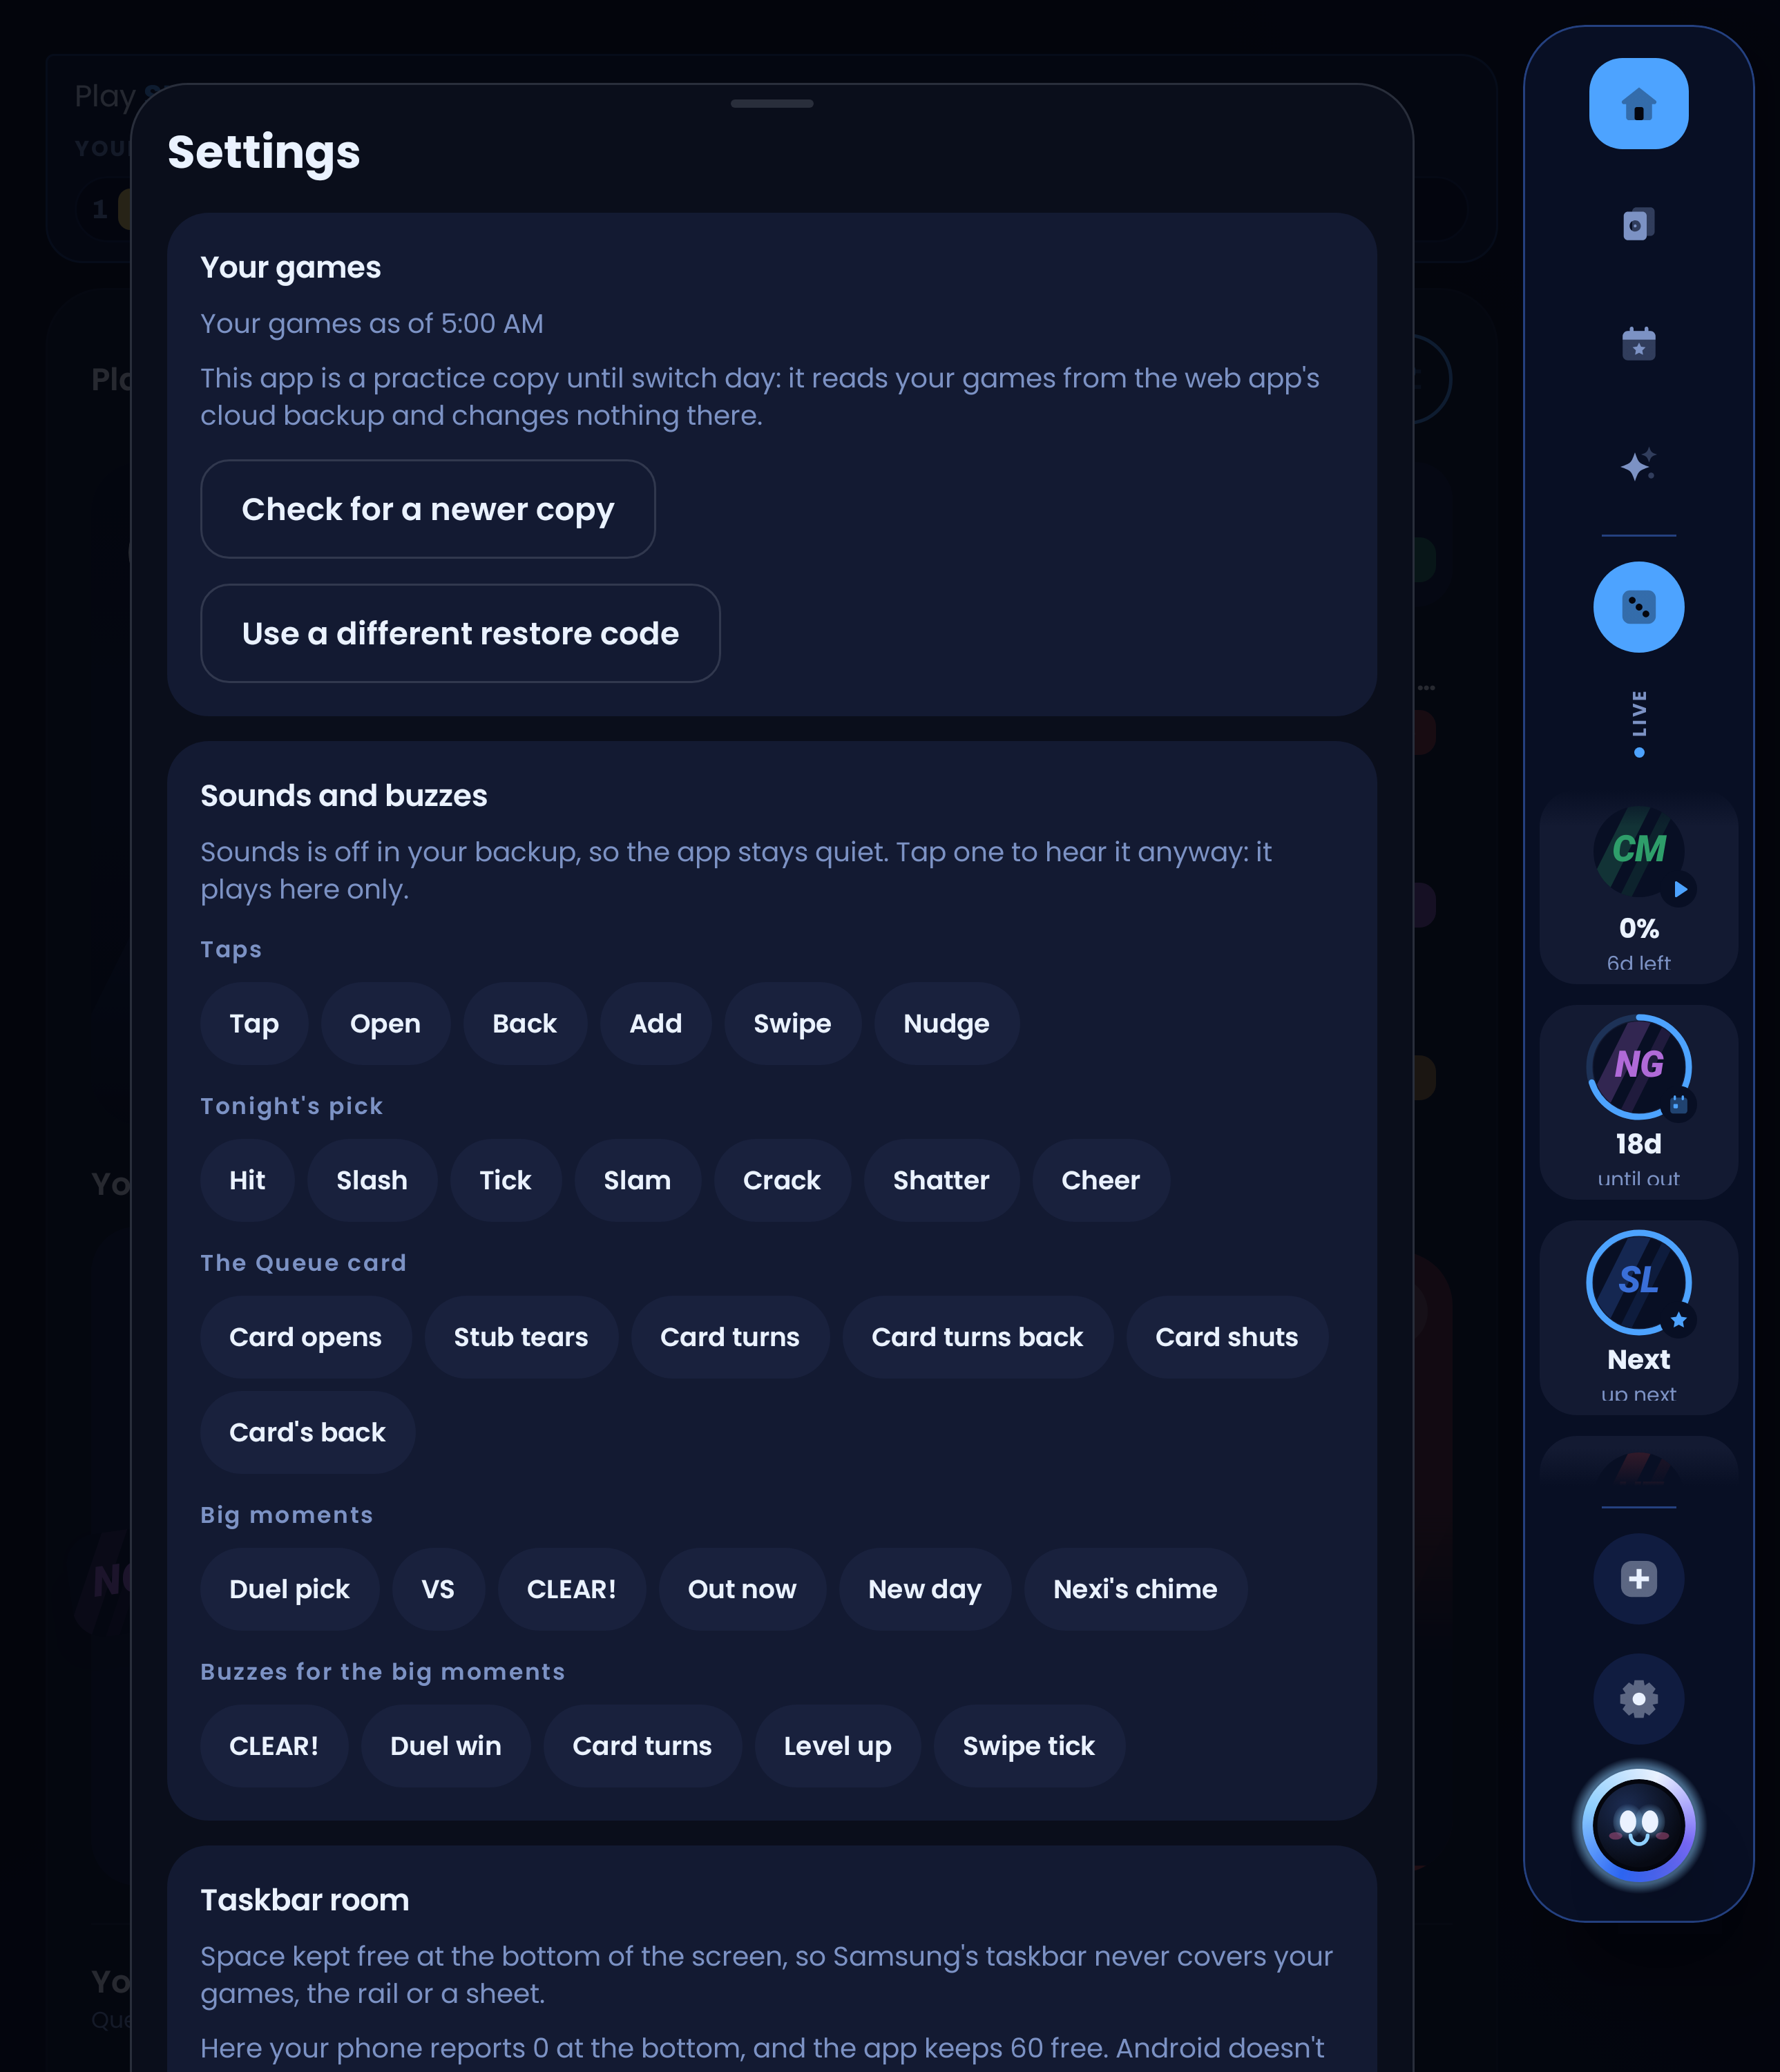 Play
YOUR
1
Settings
Your games
Your games as of 5:00 AM
This app is a practice copy until switch day: it reads your games from the web app's
cloud backup and changes nothing there.
Check for a newer copy
Use a different restore code
Sounds and buzzes
Sounds is off in your backup, so the app stays quiet. Tap one to hear it anyway: it
plays here only.
Taps
Tap Open Back Add Swipe Nudge
Tonight's pick
Hit Slash Tick Slam Crack Shatter Cheer
The Queue card
Card opens Stub tears Card turns Card turns back Card shuts
Card's back
Big moments
Duel pick VS CLEAR! Out now New day Nexi's chime
Buzzes for the big moments
CLEAR! Duel win Card turns Level up Swipe tick
Taskbar room
Space kept free at the bottom of the screen, so Samsung's taskbar never covers your
games, the rail or a sheet.
Here your phone reports 0 at the bottom, and the app keeps 60 free. Android doesn't
LIVE
CM
0%
6d left
NG
18d
until out
SL
Next
up next